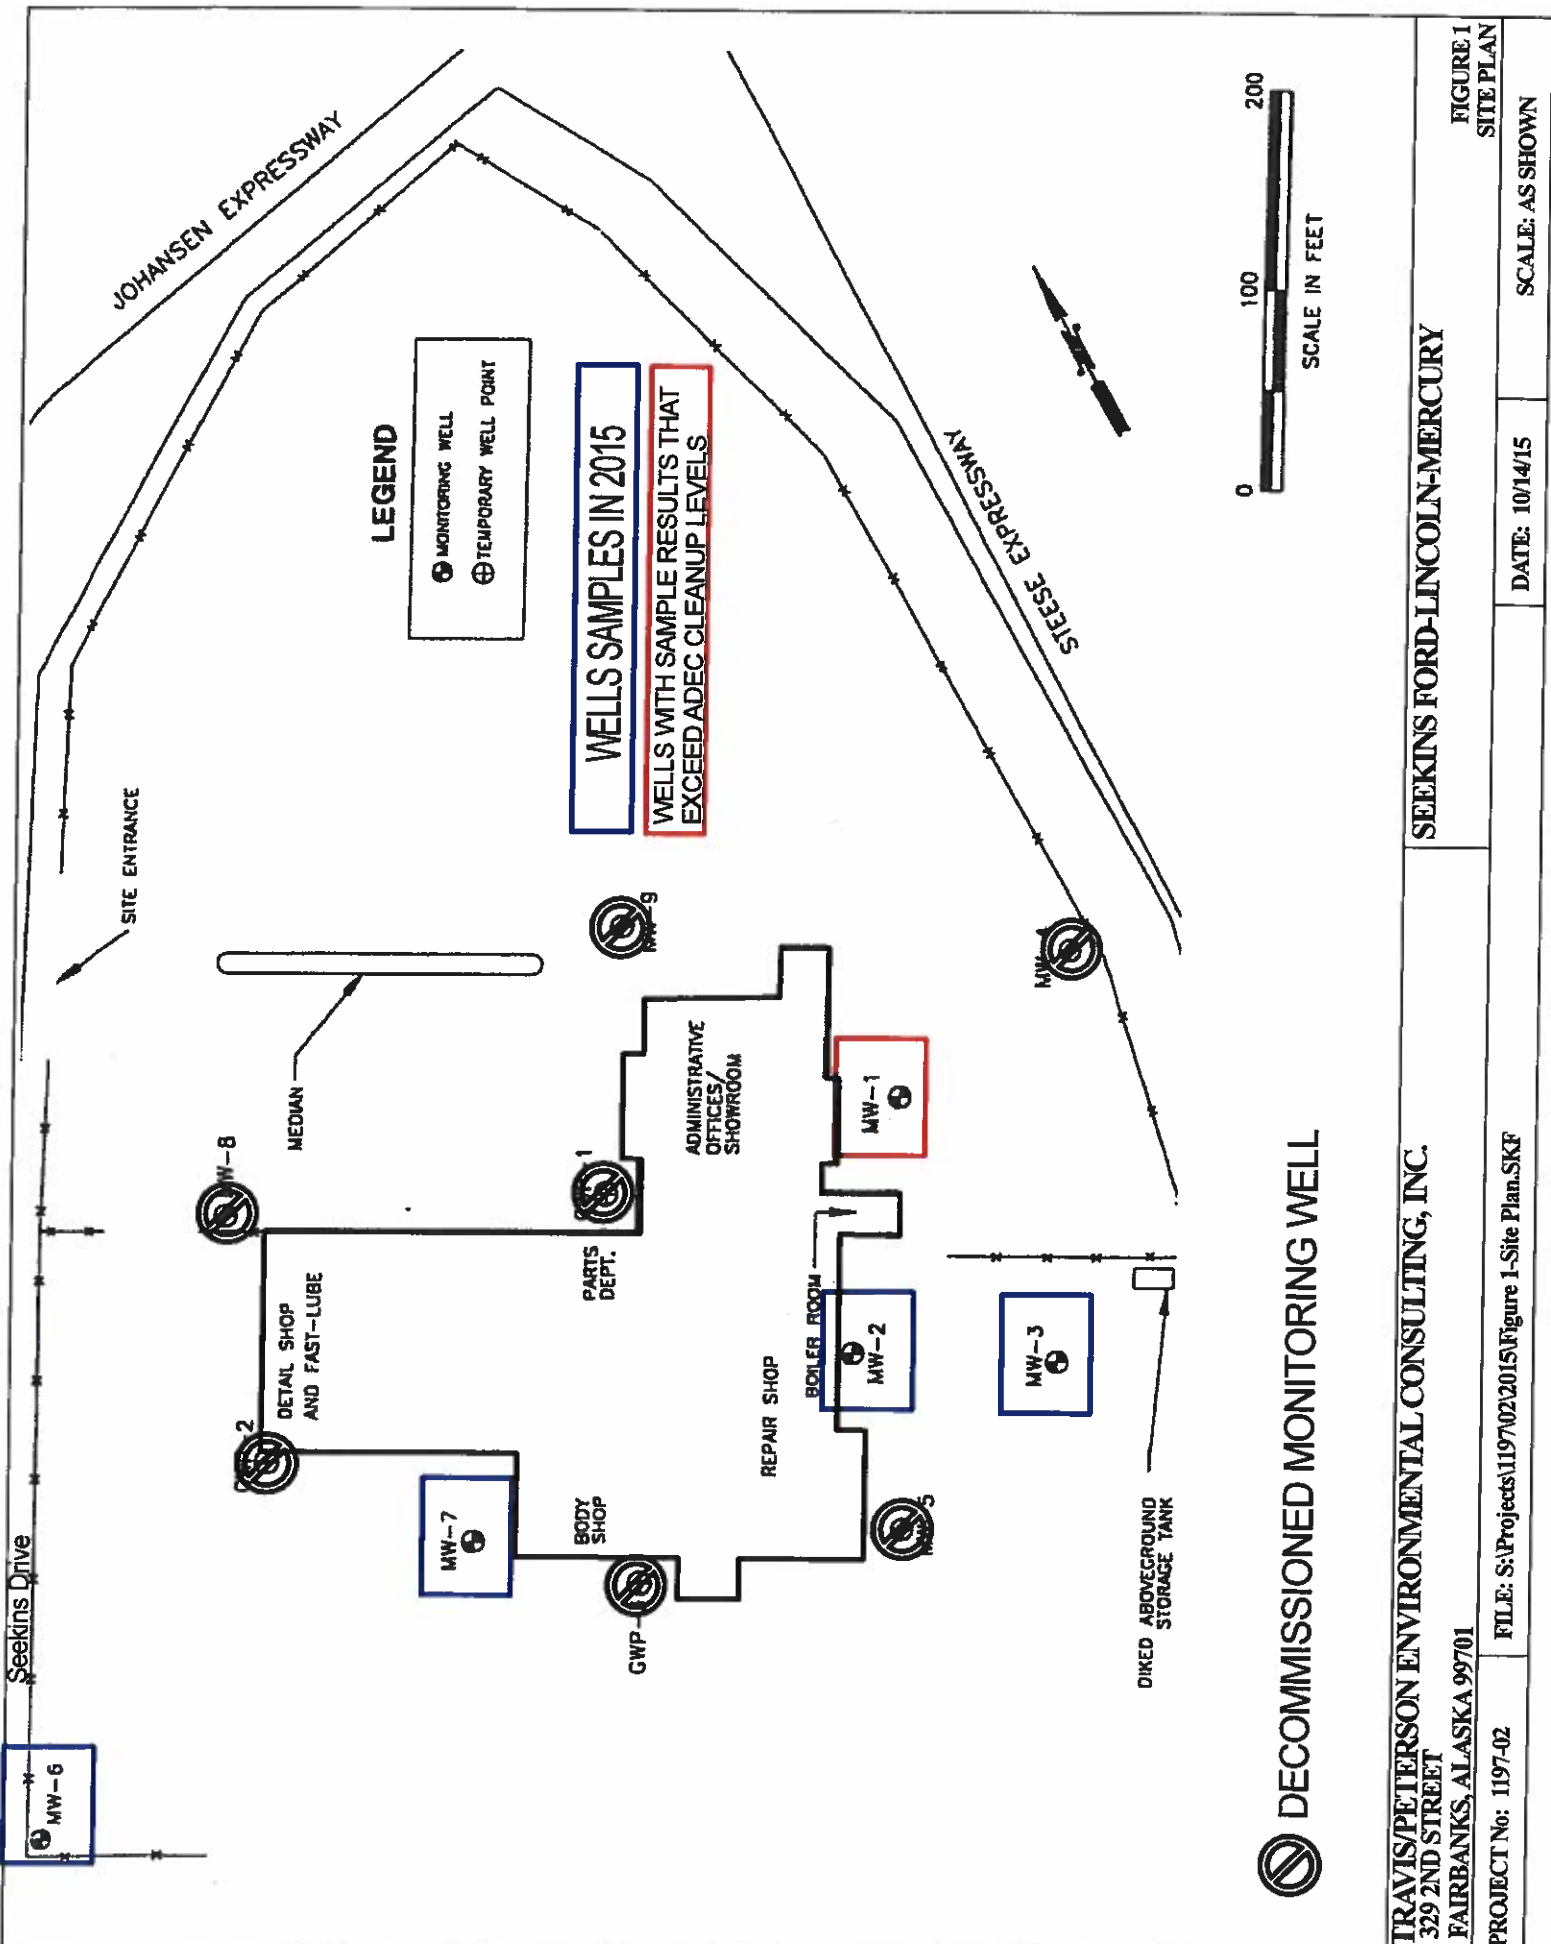 Seekins Drive
MW-6
JOHANSEN EXPRESSWAY
SITE ENTRANCE
MEDIAN
LEGEND
MONITORING WELL
TEMPORARY WELL POINT
WELLS SAMPLES IN 2015
WELLS WITH SAMPLE RESULTS THAT
EXCEED ADEC CLEANUP LEVELS
STEESE EXPRESSWAY
0
100
200
SCALE IN FEET
W-8
-2
DETAIL SHOP
AND FAST-LUBE
MW-7
BODY
SHOP
GWP-
PARTS
DEPT.
-1
MW-9
ADMINISTRATIVE
OFFICES/
SHOWROOM
REPAIR SHOP
BOILER ROOM
MW-1
MW-2
MW-3
MW-5
DIKED ABOVEGROUND
STORAGE TANK
DECOMMISSIONED MONITORING WELL
TRAVIS/PETERSON ENVIRONMENTAL CONSULTING, INC.
329 2ND STREET
FAIRBANKS, ALASKA 99701
SEEKINS FORD-LINCOLN-MERCURY
FIGURE 1
SITE PLAN
PROJECT No: 1197-02
FILE: S:\Projects\1197\02\2015\Figure 1-Site Plan.SKF
DATE: 10/14/15
SCALE: AS SHOWN